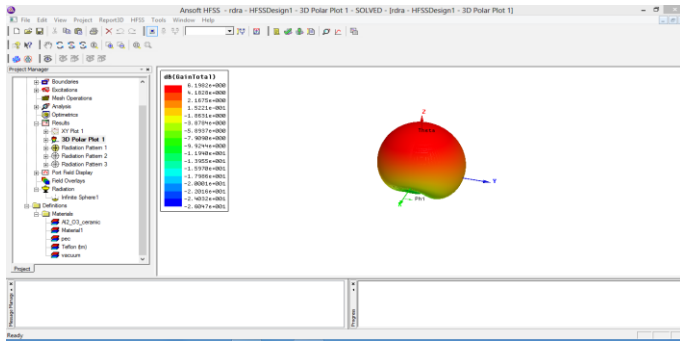 Ansoft HFSS - rdra - HFSSDesign1 - 3D Polar Plot 1 - SOLVED - [rdra - HFSSDesign1 - 3D Polar Plot 1]
File Edit View Project Report3D HFSS Tools Window Help
Project Manager
Boundaries
Excitations
Mesh Operations
Analysis
Optimetrics
Results
XY Plot 1
3D Polar Plot 1
Radiation Pattern 1
Radiation Pattern 2
Radiation Pattern 3
Port Field Display
Field Overlays
Radiation
Infinite Sphere1
Definitions
Materials
Al2_O3_ceramic
Material1
pec
Teflon (tm)
vacuum
Project
dB(GainTotal)
6.1982e+000
4.1828e+000
2.1675e+000
1.5221e-001
-1.8631e+000
-3.8784e+000
-5.8937e+000
-7.9090e+000
-9.9244e+000
-1.1940e+001
-1.3955e+001
-1.5970e+001
-1.7986e+001
-2.0001e+001
-2.2016e+001
-2.4032e+001
-2.6047e+001
Z
Theta
Y
Phi
Message Manager
Progress
Ready